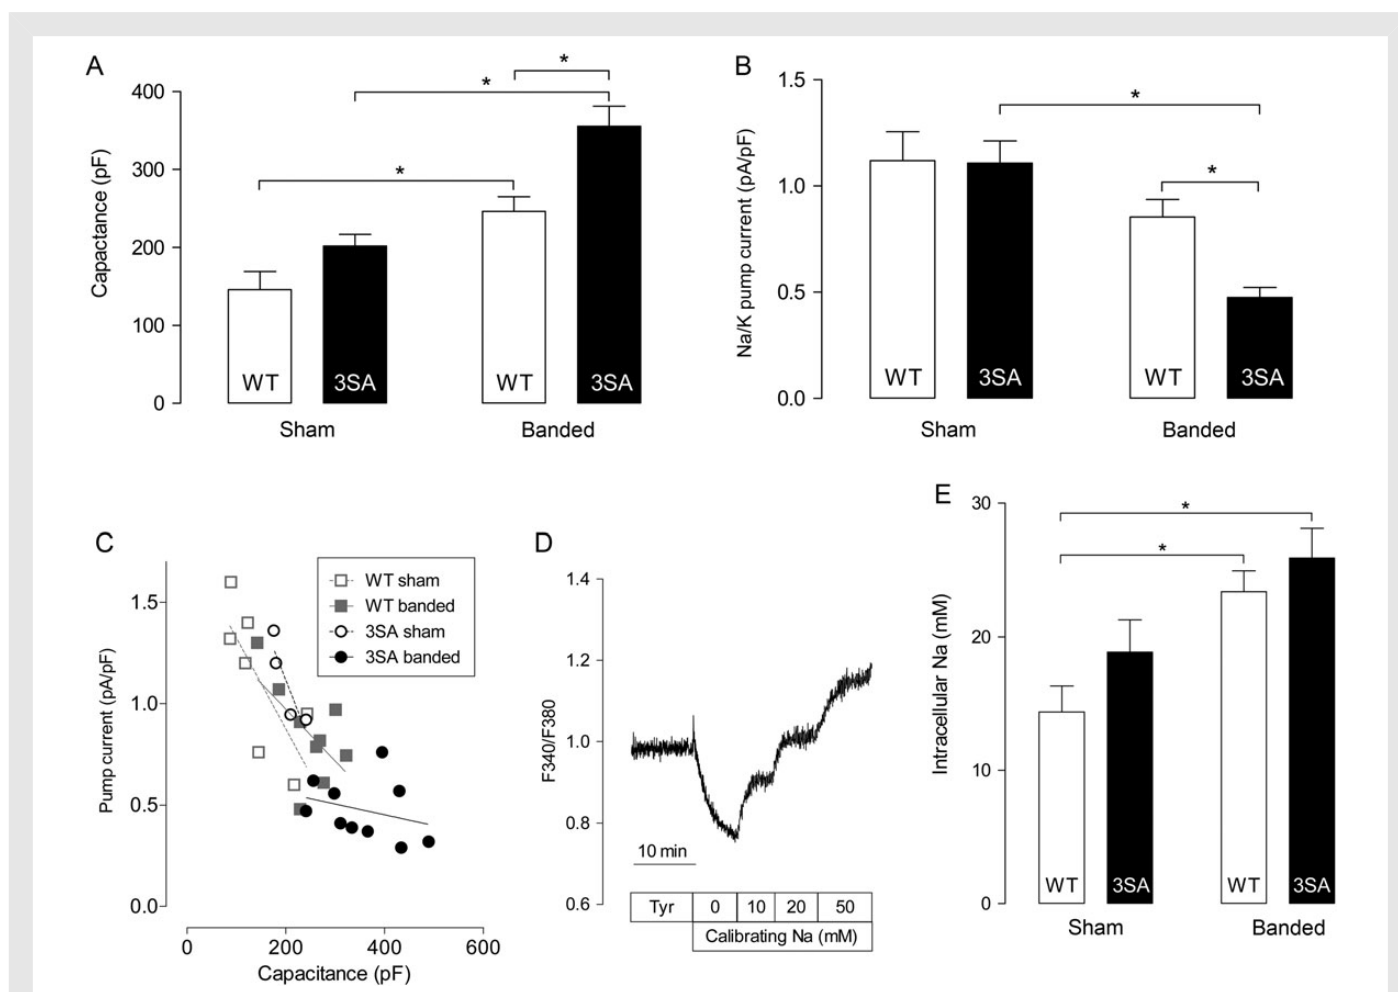 A
*
*
*
400
300
200
100
0
Capactance (pF)
WT
3SA
WT
3SA
Sham
Banded
B
*
*
1.5
1.0
0.5
0.0
Na/K pump current (pA/pF)
WT
3SA
WT
3SA
Sham
Banded
C
WT sham
WT banded
3SA sham
3SA banded
1.5
1.0
0.5
0.0
Pump current (pA/pF)
0 200 400 600
Capacitance (pF)
D
1.4
1.2
1.0
0.8
0.6
F340/F380
10 min
Tyr 0 10 20 50
Calibrating Na (mM)
E
*
*
30
20
10
0
Intracellular Na (mM)
WT
3SA
WT
3SA
Sham
Banded